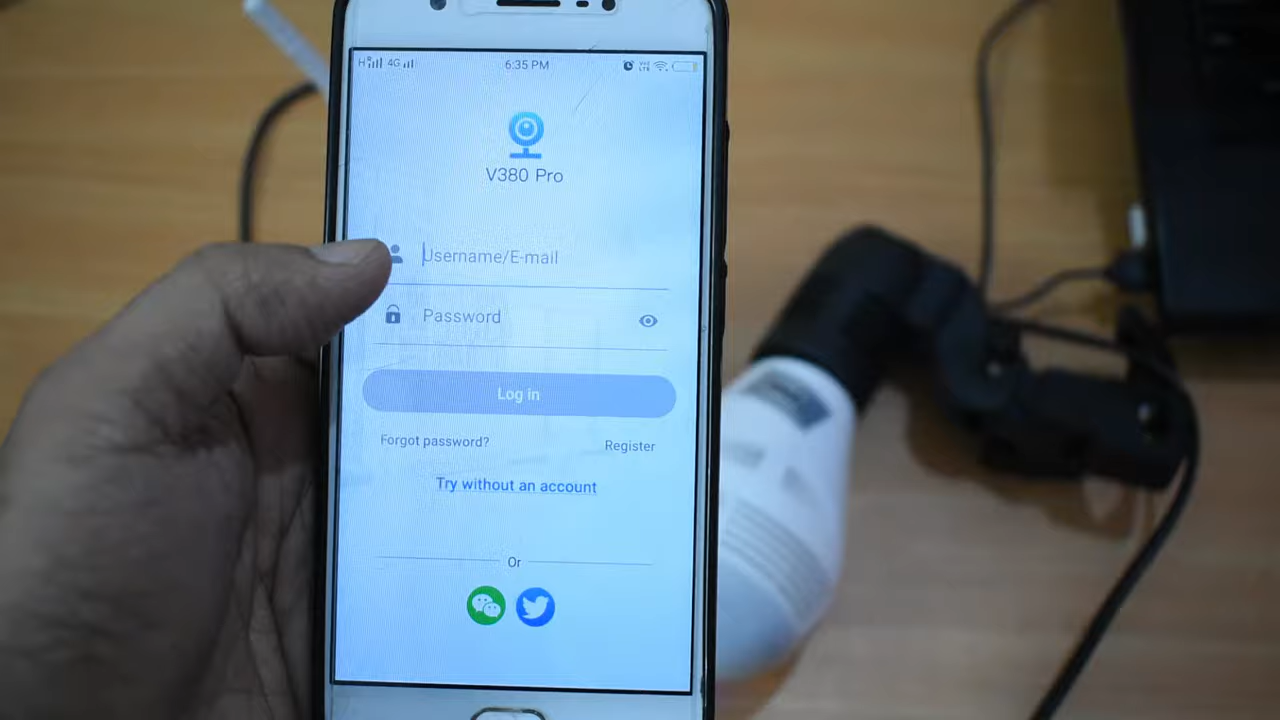 H 4G 6:35 PM VoLTE
V380 Pro
Username/E-mail
Password
Log in
Forgot password? Register
Try without an account
Or